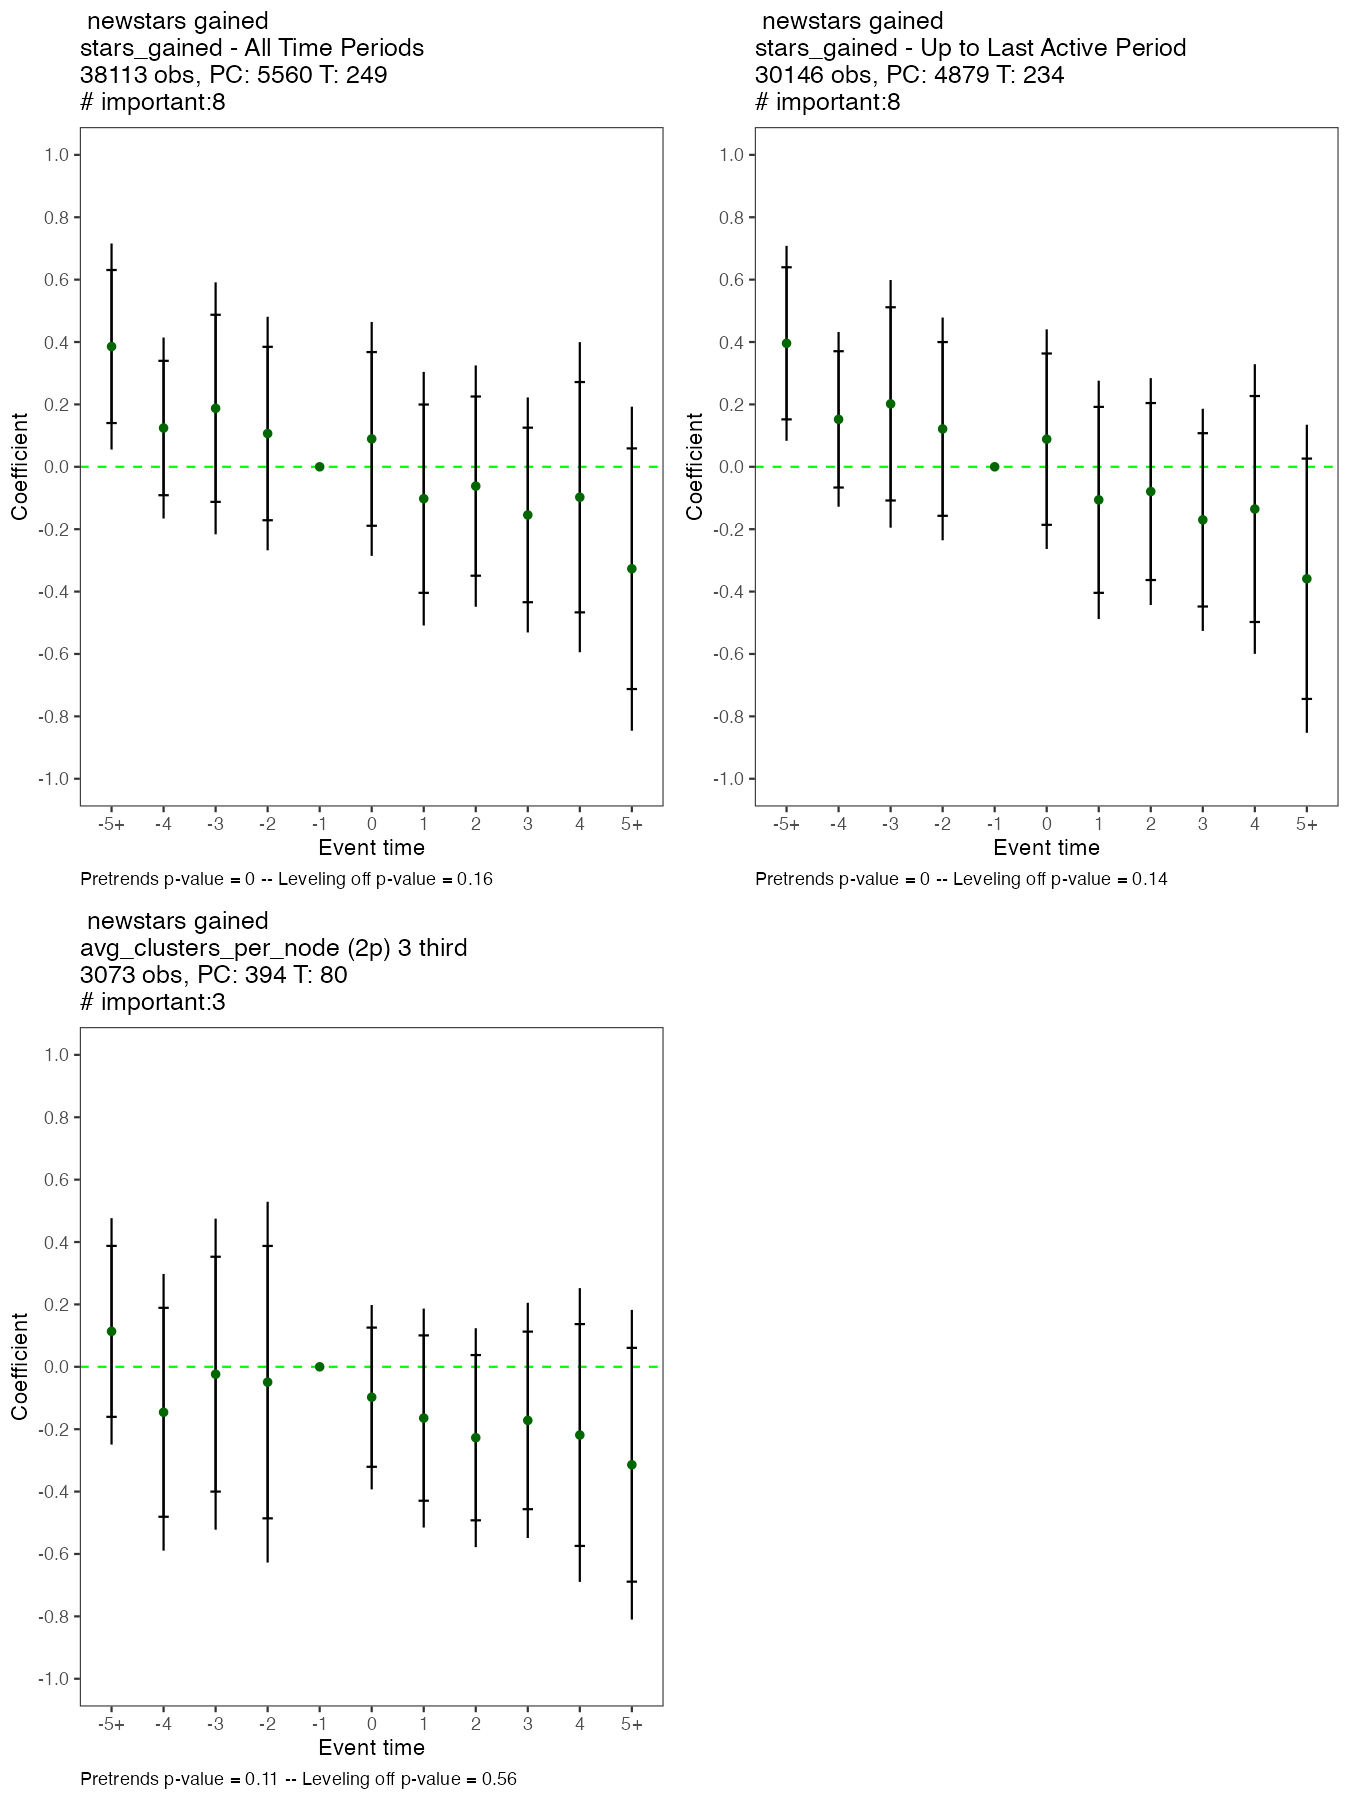 newstars gained
stars_gained - All Time Periods
38113 obs, PC: 5560 T: 249
# important:8
1.0
0.8
0.6
0.4
0.2
0.0
-0.2
-0.4
-0.6
-0.8
-1.0
Coefficient
-5+ -4 -3 -2 -1 0 1 2 3 4 5+
Event time
Pretrends p-value = 0 -- Leveling off p-value = 0.16
newstars gained
stars_gained - Up to Last Active Period
30146 obs, PC: 4879 T: 234
# important:8
1.0
0.8
0.6
0.4
0.2
0.0
-0.2
-0.4
-0.6
-0.8
-1.0
Coefficient
-5+ -4 -3 -2 -1 0 1 2 3 4 5+
Event time
Pretrends p-value = 0 -- Leveling off p-value = 0.14
newstars gained
avg_clusters_per_node (2p) 3 third
3073 obs, PC: 394 T: 80
# important:3
1.0
0.8
0.6
0.4
0.2
0.0
-0.2
-0.4
-0.6
-0.8
-1.0
Coefficient
-5+ -4 -3 -2 -1 0 1 2 3 4 5+
Event time
Pretrends p-value = 0.11 -- Leveling off p-value = 0.56